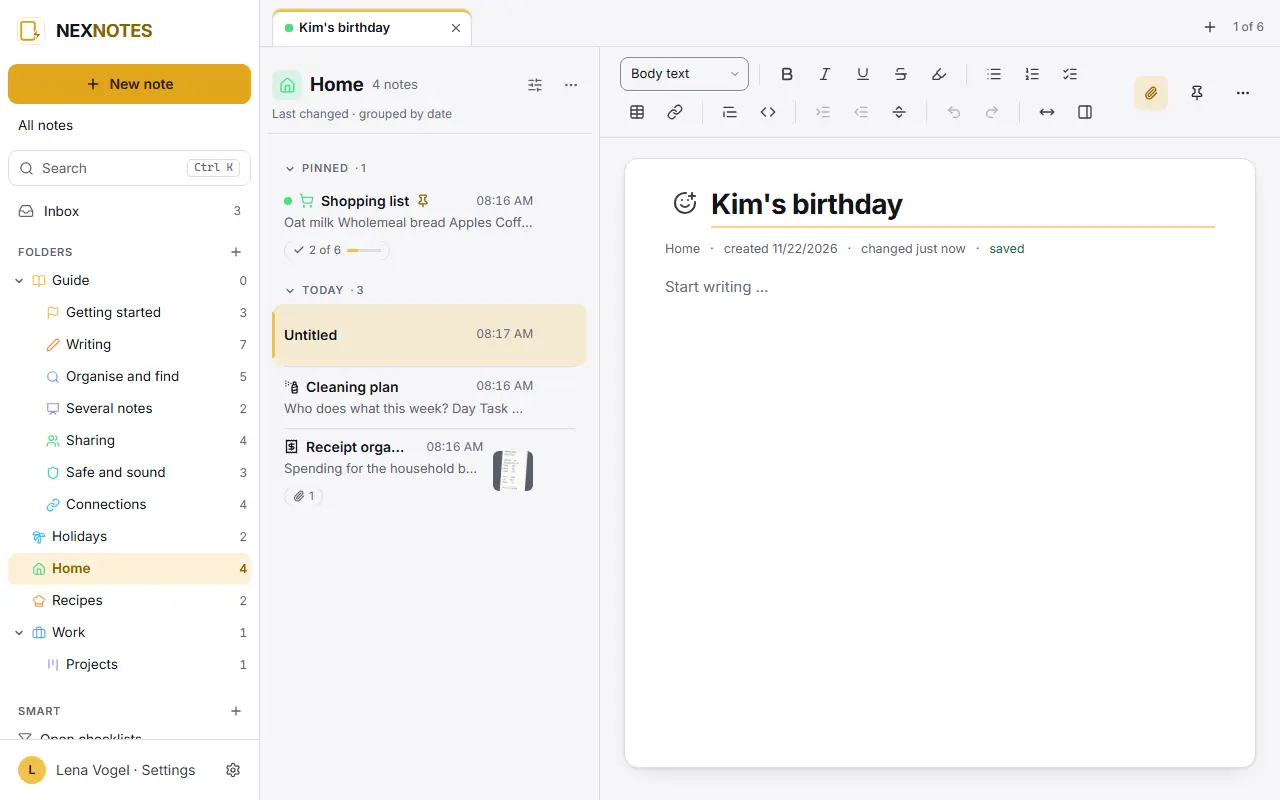 NEXNOTES
New note
All notes
Search Ctrl K
Inbox 3
FOLDERS
Guide 0
Getting started 3
Writing 7
Organise and find 5
Several notes 2
Sharing 4
Safe and sound 3
Connections 4
Holidays 2
Home 4
Recipes 2
Work 1
Projects 1
SMART
Open checklists
Lena Vogel · Settings
L
Kim's birthday
1 of 6
Home 4 notes
Last changed · grouped by date
PINNED · 1
Shopping list 08:16 AM
Oat milk Wholemeal bread Apples Coff...
2 of 6
TODAY · 3
Untitled 08:17 AM
Cleaning plan 08:16 AM
Who does what this week? Day Task ...
Receipt orga... 08:16 AM
Spending for the household b...
1
Body text
Kim's birthday
Home · created 11/22/2026 · changed just now · saved
Start writing ...